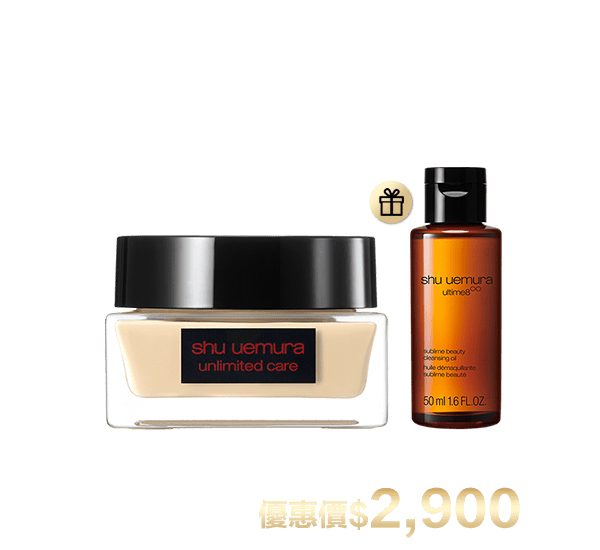 shu uemura
unlimited care
shu uemura
ultime8∞
sublime beauty
cleansing oil
huile démaquillante
sublime beauté
50 ml 1.6 FL.OZ.
優惠價$2,900